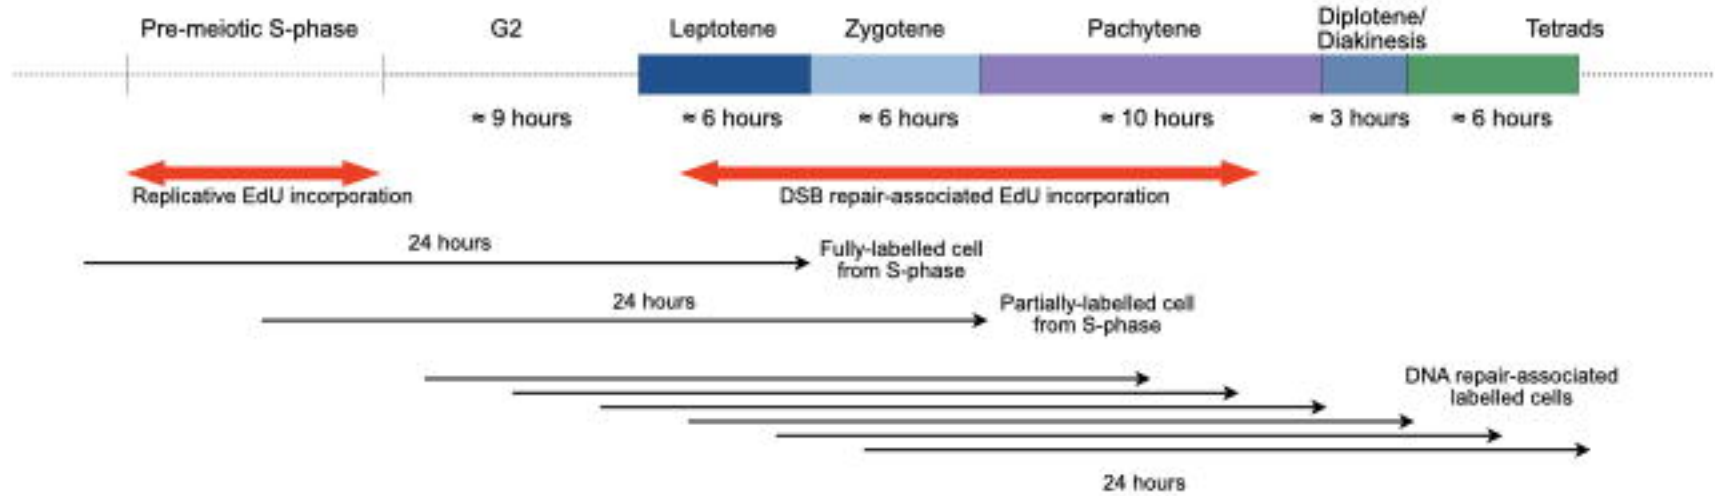 Pre-meiotic S-phase
G2
Leptotene
Zygotene
Pachytene
Diplotene/
Diakinesis
Tetrads
≈ 9 hours
≈ 6 hours
≈ 6 hours
≈ 10 hours
≈ 3 hours
≈ 6 hours
Replicative EdU incorporation
DSB repair-associated EdU incorporation
24 hours
Fully-labelled cell
from S-phase
24 hours
Partially-labelled cell
from S-phase
DNA repair-associated
labelled cells
24 hours